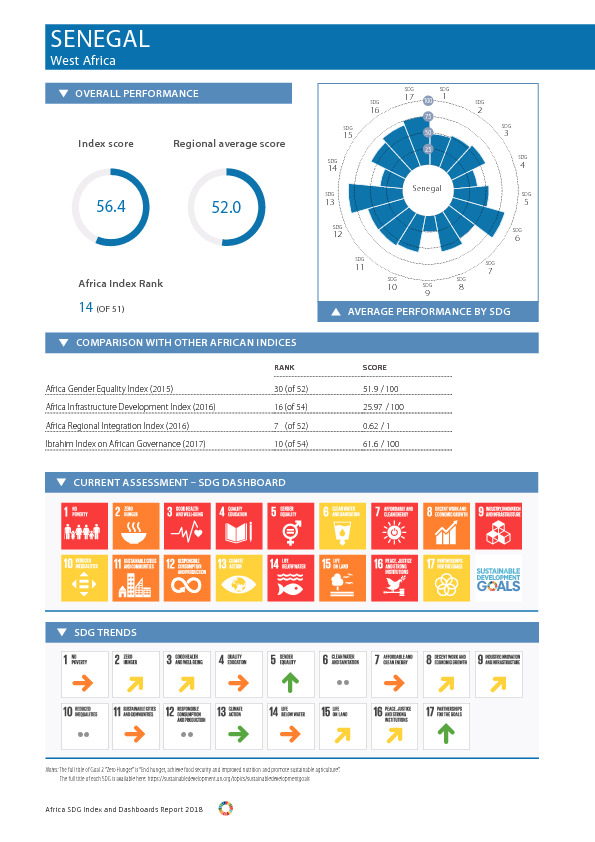 SENEGAL
West Africa
OVERALL PERFORMANCE
Index score
Regional average score
56.4
52.0
Africa Index Rank
14 (OF 51)
SDG 1
SDG 2
SDG 3
SDG 4
SDG 5
SDG 6
SDG 7
SDG 8
SDG 9
SDG 10
SDG 11
SDG 12
SDG 13
SDG 14
SDG 15
SDG 16
SDG 17
100
75
50
25
Senegal
AVERAGE PERFORMANCE BY SDG
COMPARISON WITH OTHER AFRICAN INDICES
RANK SCORE
Africa Gender Equality Index (2015) 30 (of 52) 51.9 / 100
Africa Infrastructure Development Index (2016) 16 (of 54) 25.97 / 100
Africa Regional Integration Index (2016) 7 (of 52) 0.62 / 1
Ibrahim Index on African Governance (2017) 10 (of 54) 61.6 / 100
CURRENT ASSESSMENT – SDG DASHBOARD
1 NO POVERTY
2 ZERO HUNGER
3 GOOD HEALTH AND WELL-BEING
4 QUALITY EDUCATION
5 GENDER EQUALITY
6 CLEAN WATER AND SANITATION
7 AFFORDABLE AND CLEAN ENERGY
8 DECENT WORK AND ECONOMIC GROWTH
9 INDUSTRY, INNOVATION AND INFRASTRUCTURE
10 REDUCED INEQUALITIES
11 SUSTAINABLE CITIES AND COMMUNITIES
12 RESPONSIBLE CONSUMPTION AND PRODUCTION
13 CLIMATE ACTION
14 LIFE BELOW WATER
15 LIFE ON LAND
16 PEACE, JUSTICE AND STRONG INSTITUTIONS
17 PARTNERSHIPS FOR THE GOALS
SUSTAINABLE
DEVELOPMENT
GOALS
SDG TRENDS
1 NO POVERTY
2 ZERO HUNGER
3 GOOD HEALTH AND WELL-BEING
4 QUALITY EDUCATION
5 GENDER EQUALITY
6 CLEAN WATER AND SANITATION
7 AFFORDABLE AND CLEAN ENERGY
8 DECENT WORK AND ECONOMIC GROWTH
9 INDUSTRY, INNOVATION AND INFRASTRUCTURE
10 REDUCED INEQUALITIES
11 SUSTAINABLE CITIES AND COMMUNITIES
12 RESPONSIBLE CONSUMPTION AND PRODUCTION
13 CLIMATE ACTION
14 LIFE BELOW WATER
15 LIFE ON LAND
16 PEACE, JUSTICE AND STRONG INSTITUTIONS
17 PARTNERSHIPS FOR THE GOALS
Notes: The full title of Goal 2 "Zero Hunger" is "End hunger, achieve food security and improved nutrition and promote sustainable agriculture".
The full title of each SDG is available here: https://sustainabledevelopment.un.org/topics/sustainabledevelopmentgoals
Africa SDG Index and Dashboards Report 2018